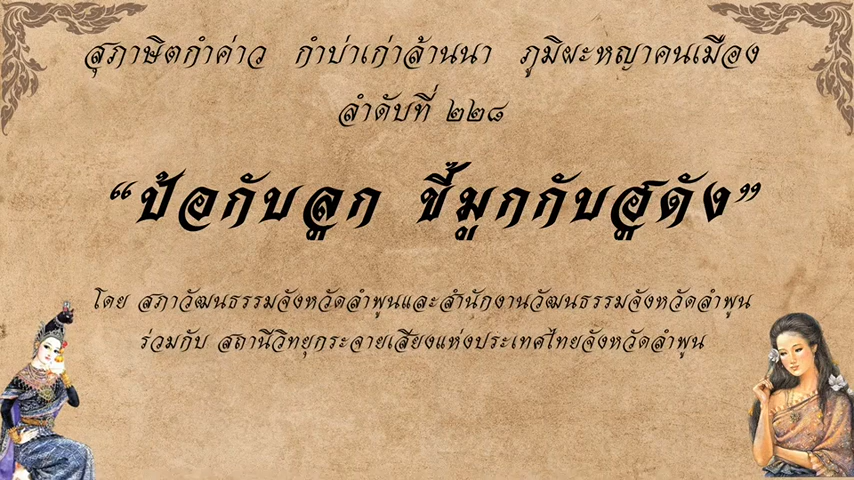 สุภาษิตกำค่าว กำบ่าเก่าล้านนา ภูมิผะหญาคนเมือง
ลำดับที่ ๒๒๘
“ป้อกับลูก ขี้มูกกับฮูดัง”
โดย สภาวัฒนธรรมจังหวัดลำพูนและสำนักงานวัฒนธรรมจังหวัดลำพูน
ร่วมกับ สถานีวิทยุกระจายเสียงแห่งประเทศไทยจังหวัดลำพูน